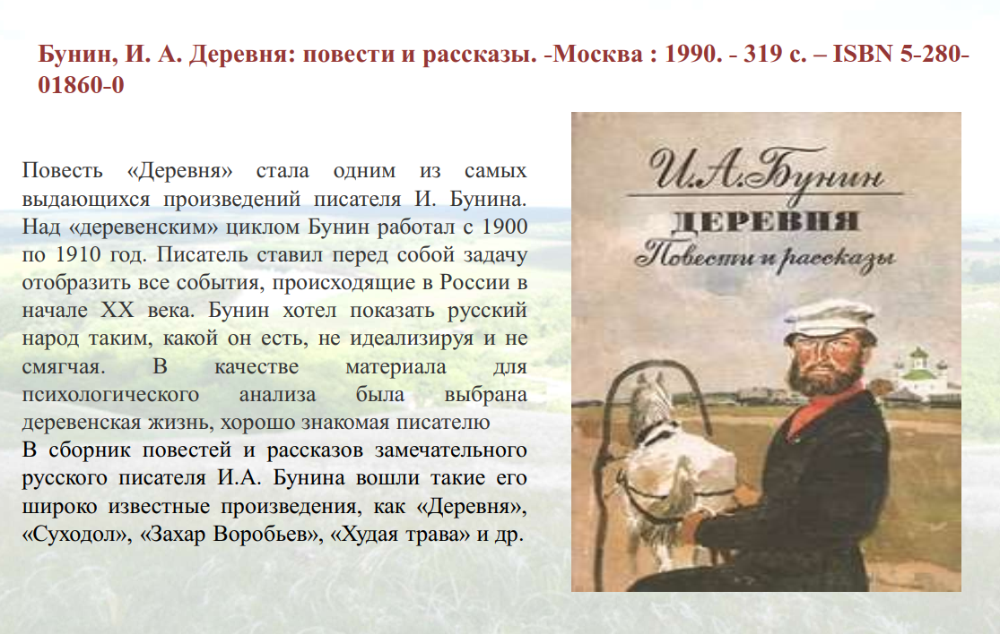 Бунин, И. А. Деревня: повести и рассказы. -Москва : 1990. - 319 с. – ISBN 5-280-
01860-0
Повесть «Деревня» стала одним из самых
выдающихся произведений писателя И. Бунина.
Над «деревенским» циклом Бунин работал с 1900
по 1910 год. Писатель ставил перед собой задачу
отобразить все события, происходящие в России в
начале XX века. Бунин хотел показать русский
народ таким, какой он есть, не идеализируя и не
смягчая. В качестве материала для
психологического анализа была выбрана
деревенская жизнь, хорошо знакомая писателю
В сборник повестей и рассказов замечательного
русского писателя И.А. Бунина вошли такие его
широко известные произведения, как «Деревня»,
«Суходол», «Захар Воробьев», «Худая трава» и др.
И.А.Бунин
ДЕРЕВНЯ
Повести и рассказы